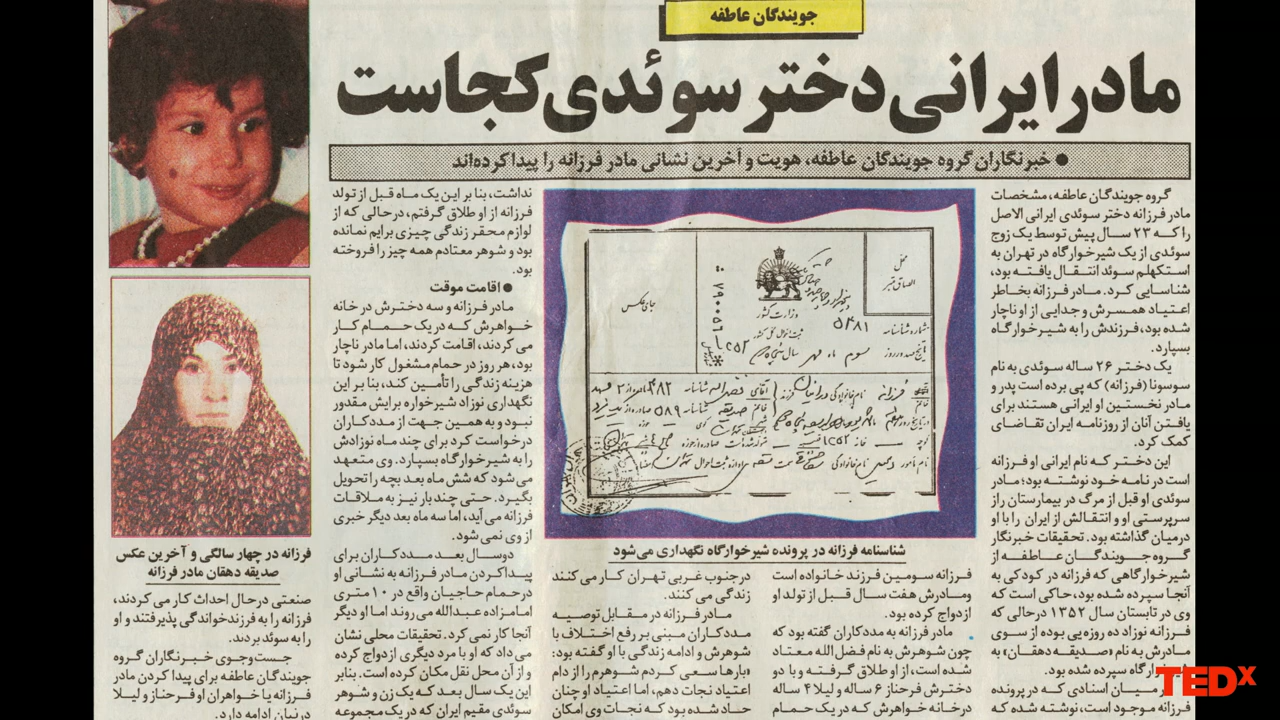 جویندگان عاطفه
مادر ایرانی دختر سوئدی کجاست
● خبرنگاران گروه جویندگان عاطفه، هویت و آخرین نشانی مادر فرزانه را پیدا کرده‌اند
گروه جویندگان عاطفه، مشخصات
مادر فرزانه دختر سوئدی ایرانی الاصل
را که ۲۳ سال پیش توسط یک زوج
سوئدی از یک شیرخوارگاه در تهران به
استکهلم سوئد انتقال یافته بود،
شناسایی کرد. مادر فرزانه بخاطر
اعتیاد همسرش و جدایی از او ناچار
شده بود، فرزندش را به شیرخوارگاه
بسپارد.
یک دختر ۲۶ ساله سوئدی به نام
سوسونا (فرزانه) که پی برده است پدر و
مادر نخستین او ایرانی هستند برای
یافتن آنان از روزنامه ایران تقاضای
کمک کرد.
این دختر که نام ایرانی او فرزانه
است در نامه خود نوشته بود؛ مادر
سوئدی او قبل از مرگ در بیمارستان راز
سرپرستی او و انتقالش از ایران را با او
درمیان گذاشته بود. تحقیقات خبرنگار
گروه جویندگان عاطفه از
شیرخوارگاهی که فرزانه در کودکی به
آنجا سپرده شده بود، حاکی است که
وی در تابستان سال ۱۳۵۲ درحالی که
فرزانه نوزاد ده روزه‌یی بوده از سوی
مادرش به نام «صدیقه دهقان» به
گاه سپرده شده بود.
میان اسنادی که در پرونده
فرزانه موجود است، نوشته شده که
محل
الصاق تمبر
جای عکس
وزارت کشور
۵۴۸۱
شماره شناسنامه
شناسنامه فرزانه در پرونده شیرخوارگاه نگهداری می‌شود
فرزانه سومین فرزند خانواده است
ومادرش هفت سال قبل از تولد او
ازدواج کرده بود.
مادر فرزانه به مددکاران گفته بود که
چون شوهرش به نام فضل الله معتاد
شده است، از او طلاق گرفته و با دو
دخترش فرحناز ۶ ساله و لیلا ۴ ساله
درخانه خواهرش که در یک حمام
درجنوب غربی تهران کار می‌کنند
زندگی می کنند.
مادر فرزانه در مقابل توصیه
مددکاران مبنی بر رفع اختلاف با
شوهرش و ادامه زندگی با او گفته بود:
«بارها سعی کردم شوهرم را از دام
اعتیاد نجات دهم، اما اعتیاد او چنان
حاد شده بود که نجات وی امکان
نداشت، بنا بر این یک ماه قبل از تولد
فرزانه از او طلاق گرفتم، درحالی که از
لوازم محقر زندگی چیزی برایم نمانده
بود و شوهر معتادم همه چیز را فروخته
بود.
● اقامت موقت
مادر فرزانه و سه دخترش در خانه
خواهرش که در یک حمام کار
می کردند، اقامت کردند، اما مادر ناچار
بود، هر روز در حمام مشغول کار شود تا
هزینه زندگی را تأمین کند، بنا بر این
نگهداری نوزاد شیرخواره برایش مقدور
نبود و به همین جهت از مددکاران
درخواست کرد برای چند ماه نوزادش
را به شیرخوارگاه بسپارد. وی متعهد
می شود که شش ماه بعد بچه را تحویل
بگیرد. حتی چند بار نیز به ملاقات
فرزانه می آید، اما سه ماه بعد دیگر خبری
از وی نمی شود.
دوسال بعد مددکاران برای
پیدا کردن مادر فرزانه به نشانی او
درحمام حاجیان واقع در ۱۰ متری
امامزاده عبدالله می روند اما او دیگر
آنجا کار نمی کرد. تحقیقات محلی نشان
می داد که او با مرد دیگری ازدواج کرده
و از آن محل نقل مکان کرده است. بنابر
این یک سال بعد که یک زن و شوهر
سوئدی مقیم ایران که در یک مجموعه
فرزانه در چهار سالگی و آخرین عکس
صدیقه دهقان مادر فرزانه
صنعتی درحال احداث کار می کردند،
فرزانه را به فرزندخواندگی پذیرفتند و او
را به سوئد بردند.
جست‌وجوی خبرنگاران گروه
جویندگان عاطفه برای پیدا کردن مادر
فرزانه یا خواهران او فرحناز و لیلا
درنیان ادامه دارد.
TEDx